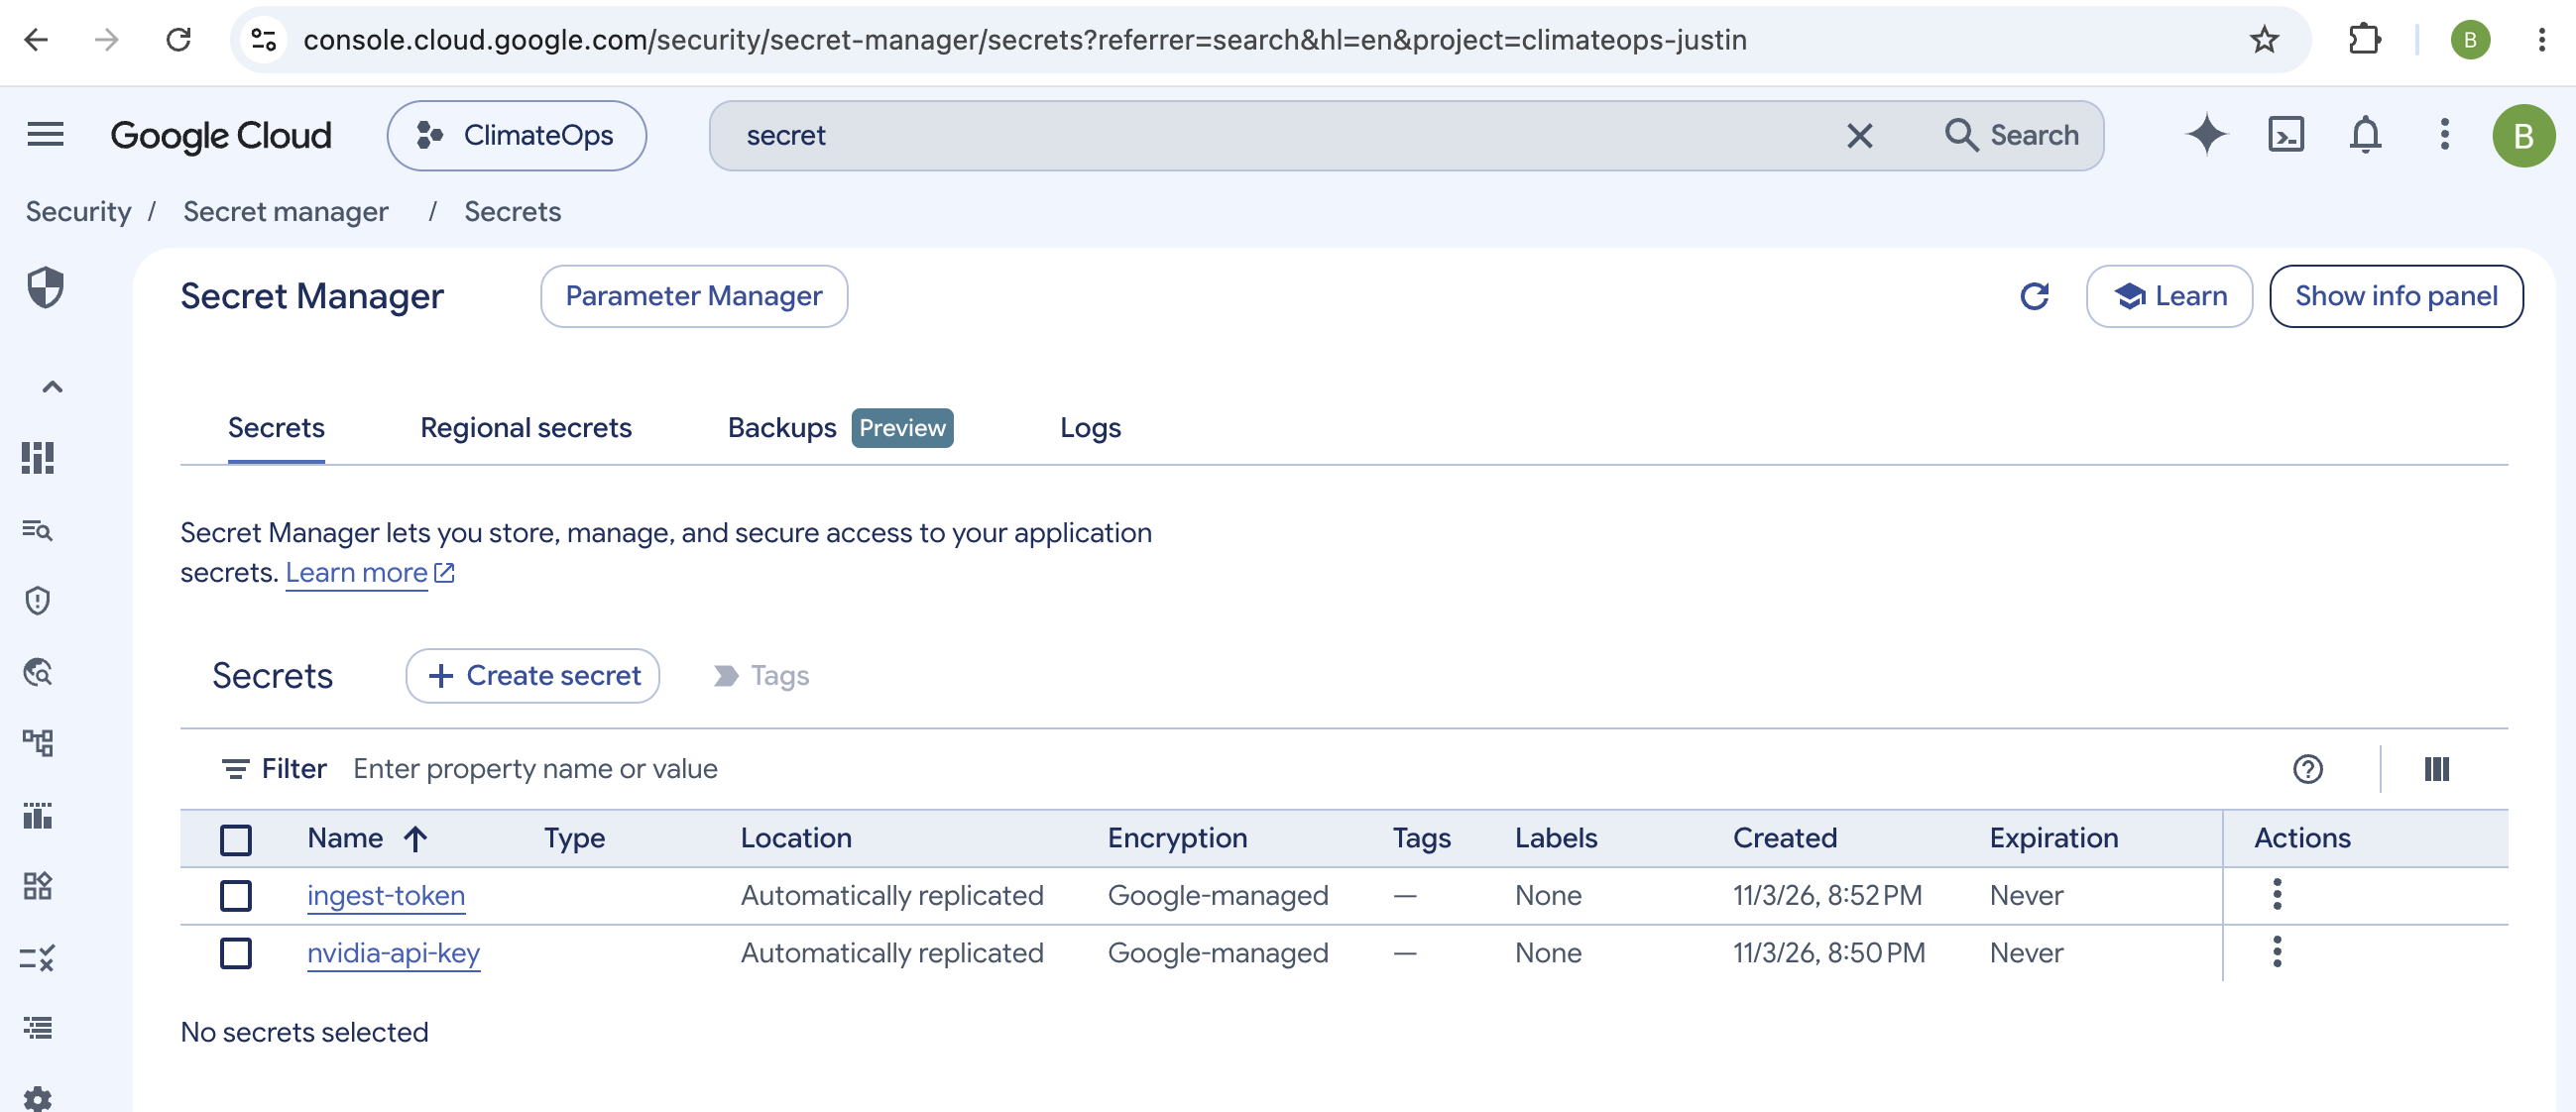 console.cloud.google.com/security/secret-manager/secrets?referrer=search&hl=en&project=climateops-justin
B
Google Cloud
ClimateOps
secret
Search
B
Security / Secret manager / Secrets
Secret Manager
Parameter Manager
Learn
Show info panel
Secrets
Regional secrets
Backups Preview
Logs
Secret Manager lets you store, manage, and secure access to your application
secrets. Learn more
Secrets
+ Create secret
Tags
Filter Enter property name or value
Name Type Location Encryption Tags Labels Created Expiration Actions
ingest-token Automatically replicated Google-managed — None 11/3/26, 8:52 PM Never
nvidia-api-key Automatically replicated Google-managed — None 11/3/26, 8:50 PM Never
No secrets selected